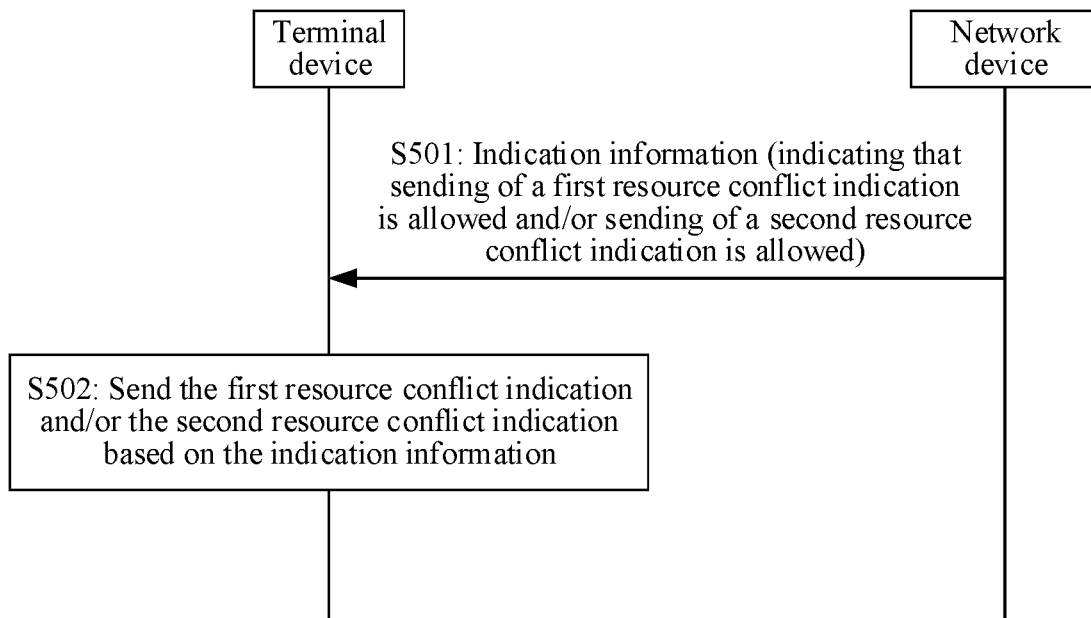 Terminal
device
Network
device
S501: Indication information (indicating that
sending of a first resource conflict indication
is allowed and/or sending of a second resource
conflict indication is allowed)
S502: Send the first resource conflict indication
and/or the second resource conflict indication
based on the indication information